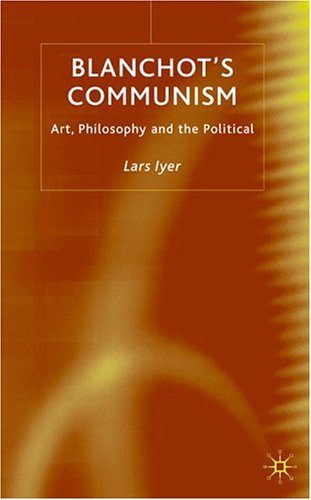 BLANCHOT'S
COMMUNISM
Art, Philosophy and the Political
Lars Iyer